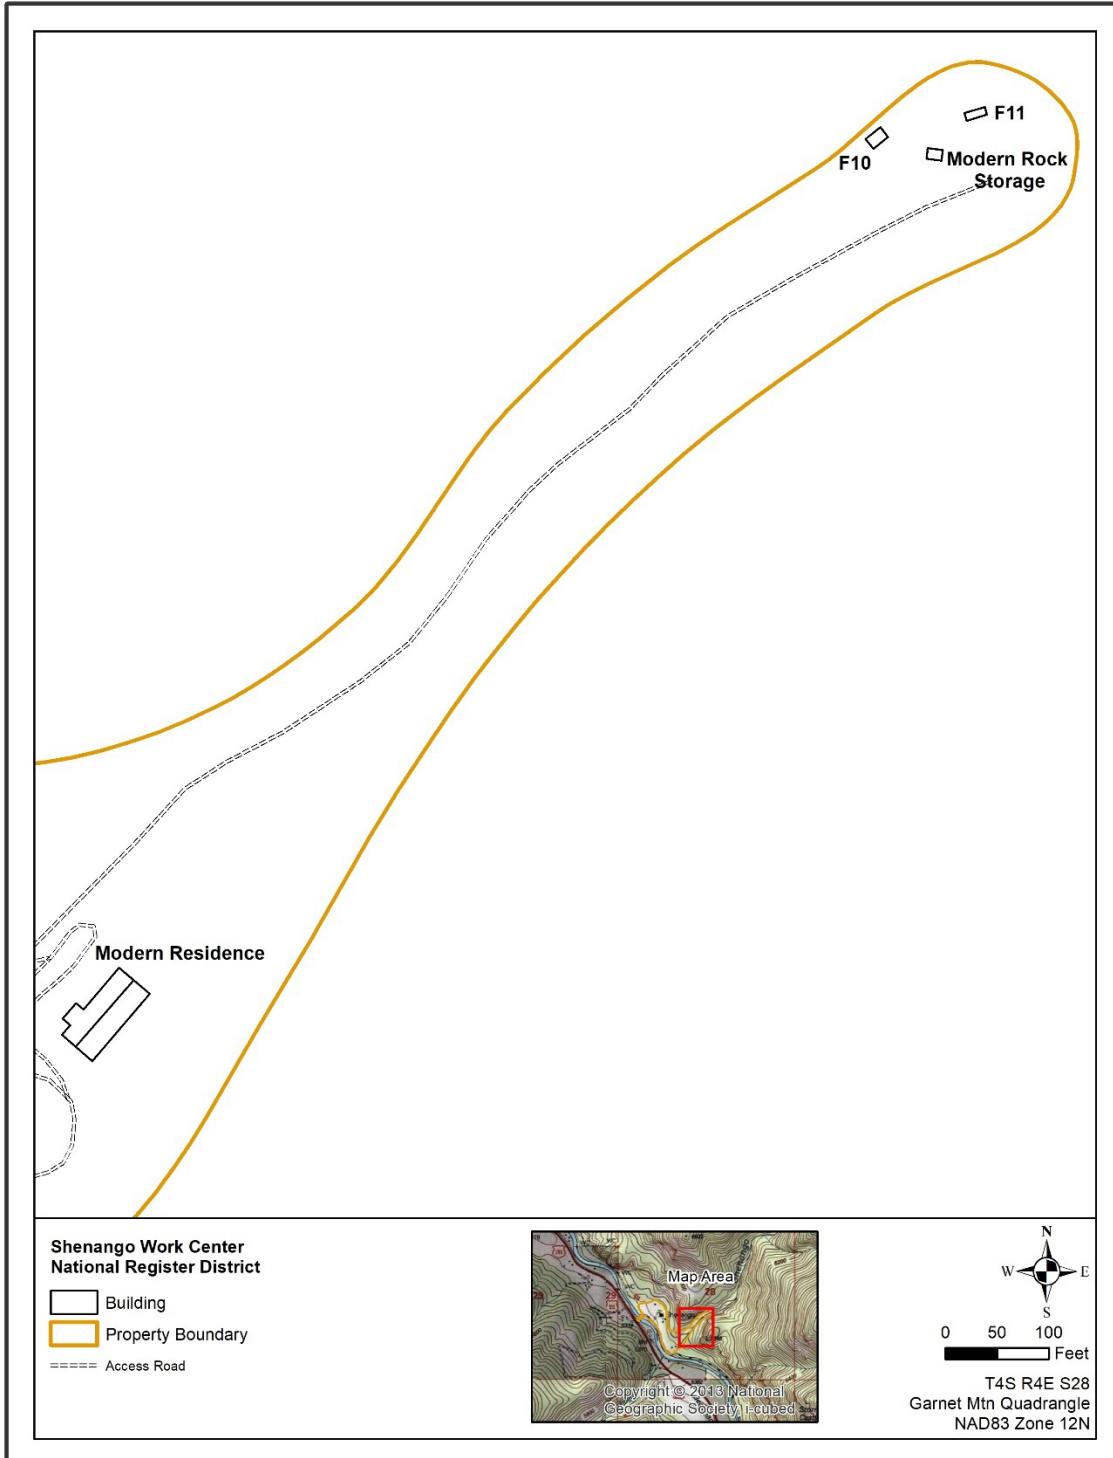 F11
F10
Modern Rock
Storage
Modern Residence
Shenango Work Center
National Register District
Building
Property Boundary
Access Road
Map Area
29
28
Copyright © 2013 National
Geographic Society, i-cubed
N
W
E
S
0 50 100
Feet
T4S R4E S28
Garnet Mtn Quadrangle
NAD83 Zone 12N